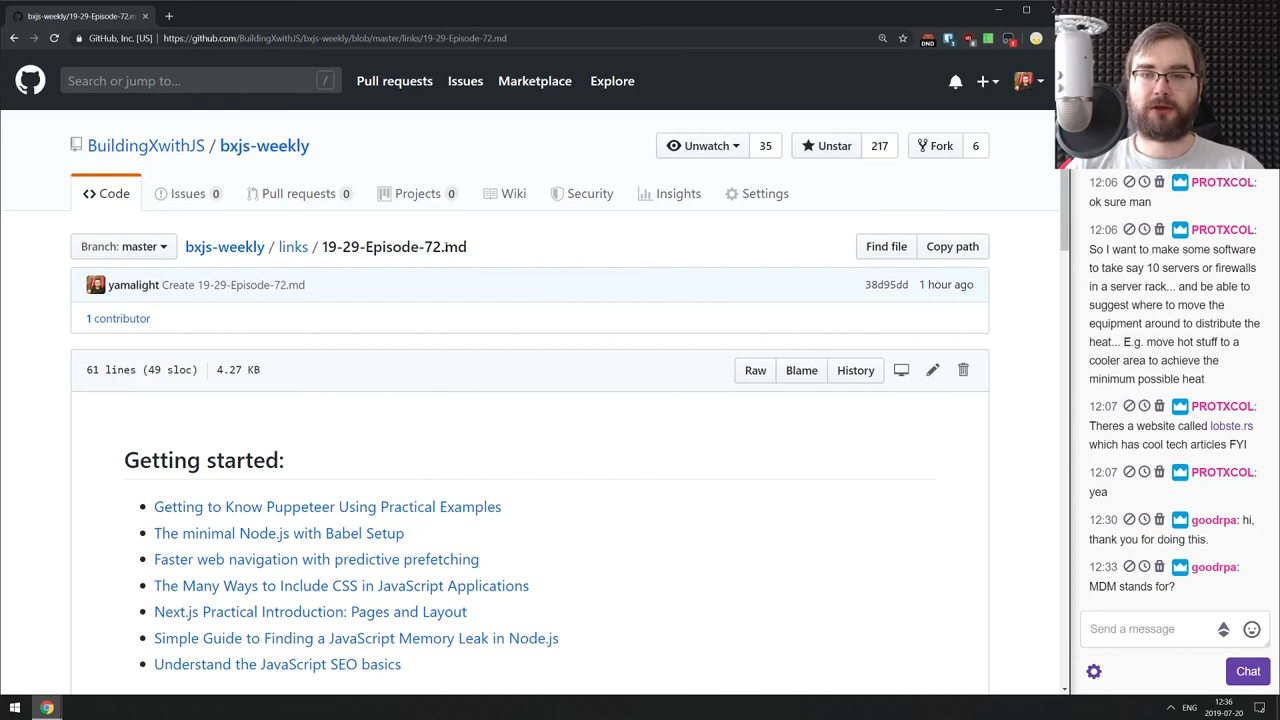 bxjs-weekly/19-29-Episode-72.m
GitHub, Inc. [US] | https://github.com/BuildingXwithJS/bxjs-weekly/blob/master/links/19-29-Episode-72.md
DND
Search or jump to...
/
Pull requests
Issues
Marketplace
Explore
BuildingXwithJS / bxjs-weekly
Unwatch 35
Unstar 217
Fork 6
Code
Issues 0
Pull requests 0
Projects 0
Wiki
Security
Insights
Settings
Branch: master
bxjs-weekly / links / 19-29-Episode-72.md
Find file
Copy path
yamalight Create 19-29-Episode-72.md
38d95dd 1 hour ago
1 contributor
61 lines (49 sloc) 4.27 KB
Raw
Blame
History
Getting started:
Getting to Know Puppeteer Using Practical Examples
The minimal Node.js with Babel Setup
Faster web navigation with predictive prefetching
The Many Ways to Include CSS in JavaScript Applications
Next.js Practical Introduction: Pages and Layout
Simple Guide to Finding a JavaScript Memory Leak in Node.js
Understand the JavaScript SEO basics
12:06 PROTXCOL:
ok sure man
12:06 PROTXCOL:
So I want to make some software
to take say 10 servers or firewalls
in a server rack... and be able to
suggest where to move the
equipment around to distribute the
heat... E.g. move hot stuff to a
cooler area to achieve the
minimum possible heat
12:07 PROTXCOL:
Theres a website called lobste.rs
which has cool tech articles FYI
12:07 PROTXCOL:
yea
12:30 goodrpa: hi,
thank you for doing this.
12:33 goodrpa:
MDM stands for?
Send a message
Chat
ENG
12:36
2019-07-20